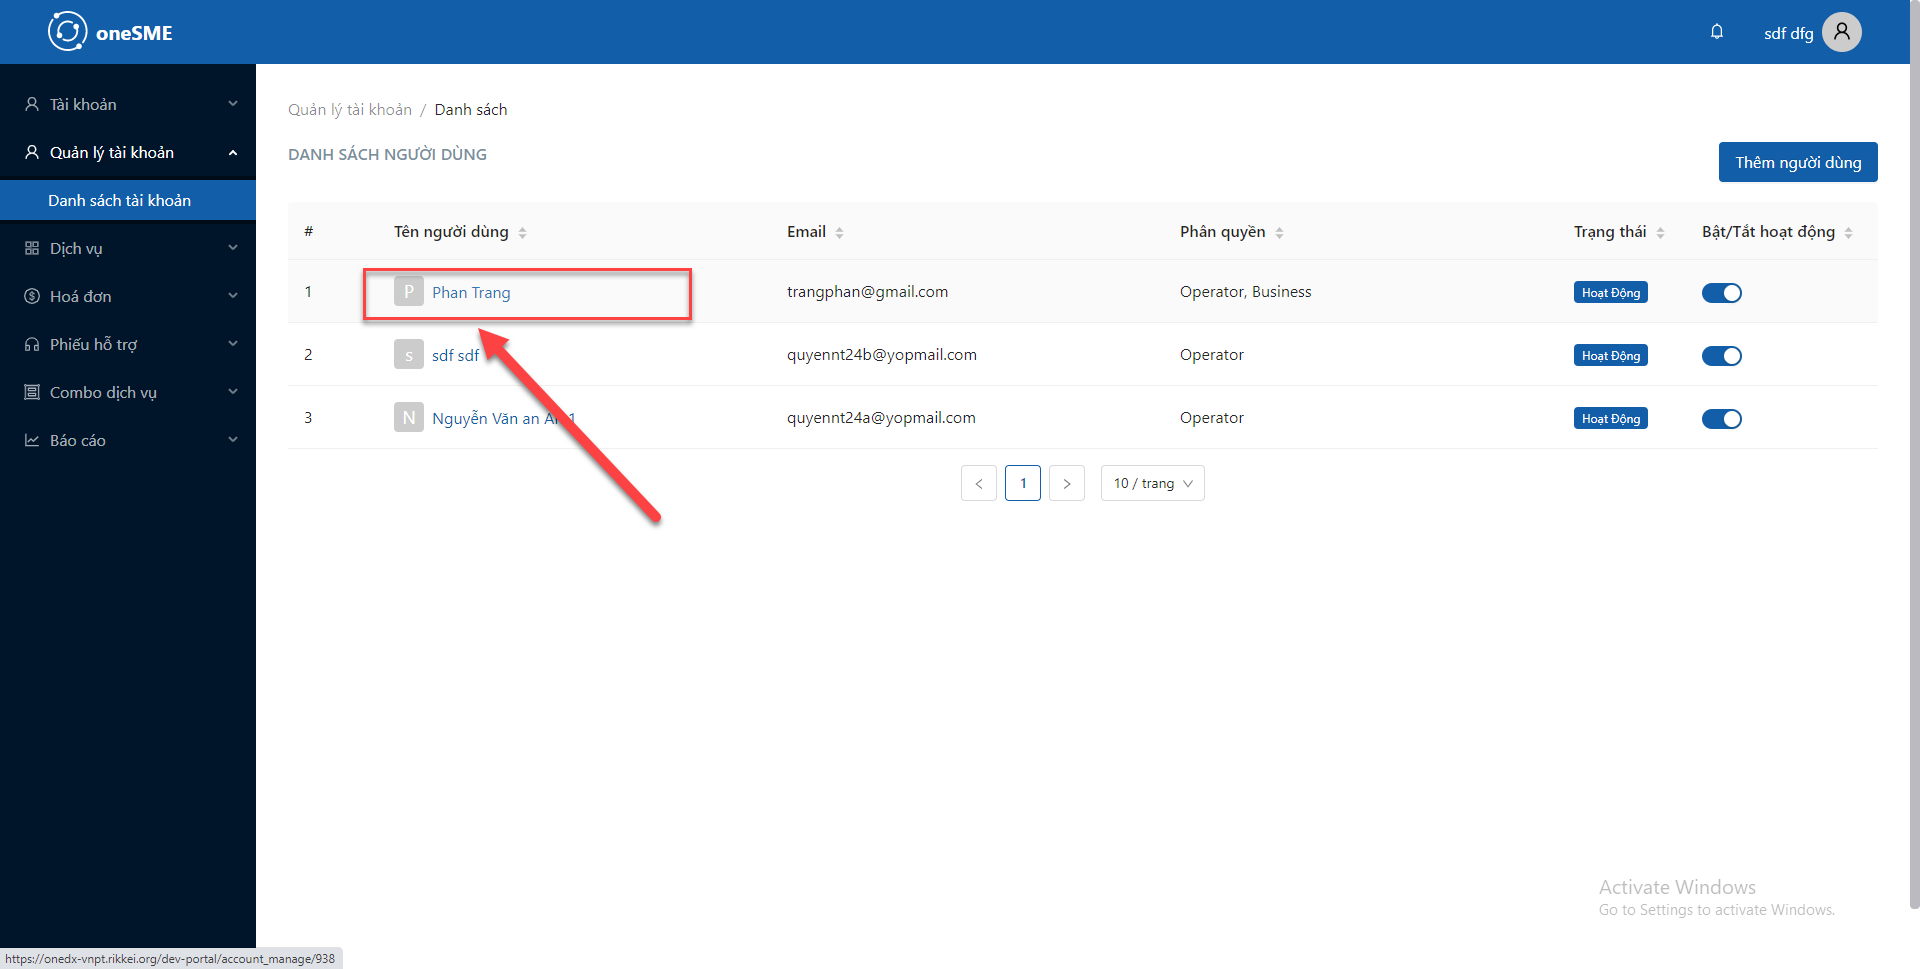 oneSME
sdf dfg
Tài khoản
Quản lý tài khoản
Danh sách tài khoản
Dịch vụ
Hoá đơn
Phiếu hỗ trợ
Combo dịch vụ
Báo cáo
Quản lý tài khoản / Danh sách
DANH SÁCH NGƯỜI DÙNG
Thêm người dùng
# Tên người dùng Email Phân quyền Trạng thái Bật/Tắt hoạt động
1 P Phan Trang trangphan@gmail.com Operator, Business Hoạt Động
2 s sdf sdf quyennt24b@yopmail.com Operator Hoạt Động
3 N Nguyễn Văn an quyennt24a@yopmail.com Operator Hoạt Động
< 1 > 10 / trang
Activate Windows
Go to Settings to activate Windows.
https://onedx-vnpt.rikkei.org/dev-portal/account_manage/938